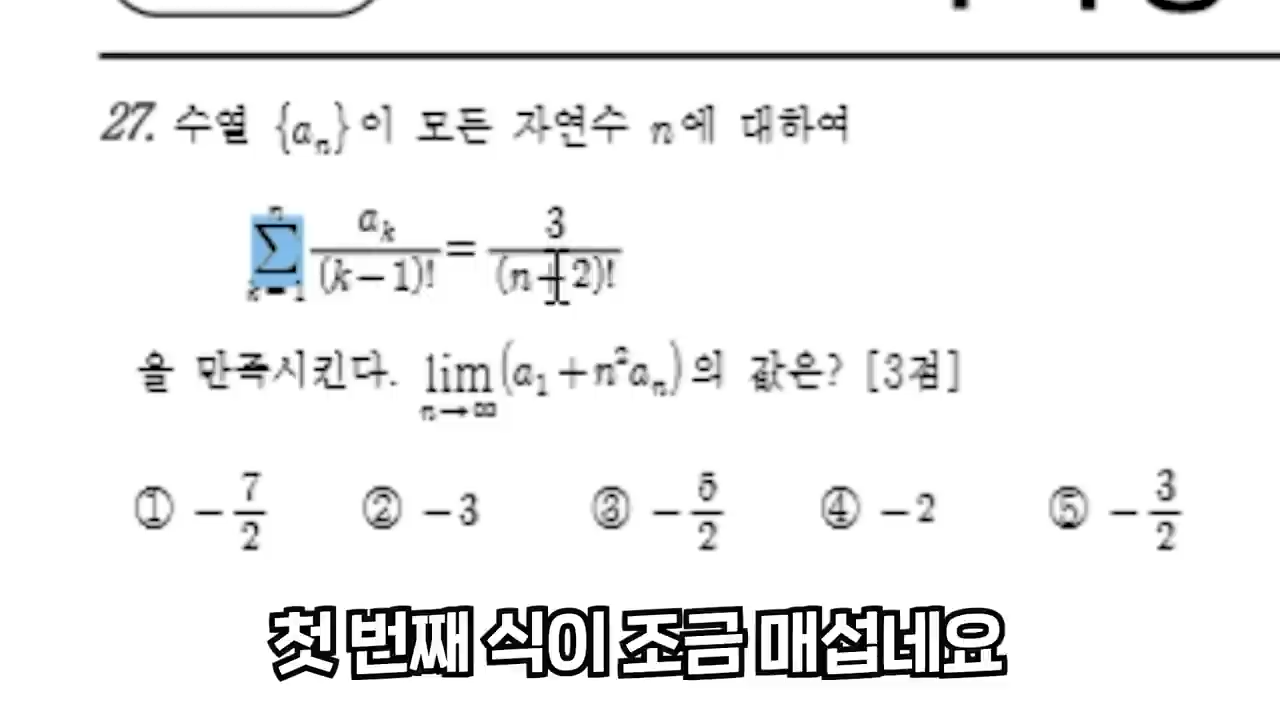 27. 수열 {aₙ}이 모든 자연수 n에 대하여
∑_{k=1}^{n} a_k/(k-1)! = 3/(n+2)!
을 만족시킨다. lim_{n→∞}(a₁+n²aₙ)의 값은? [3점]
① -7/2 ② -3 ③ -5/2 ④ -2 ⑤ -3/2
첫 번째 식이 조금 매섭네요